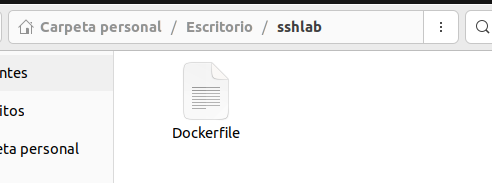 Carpeta personal / Escritorio / sshlab
ntes
itos
eta personal
Dockerfile